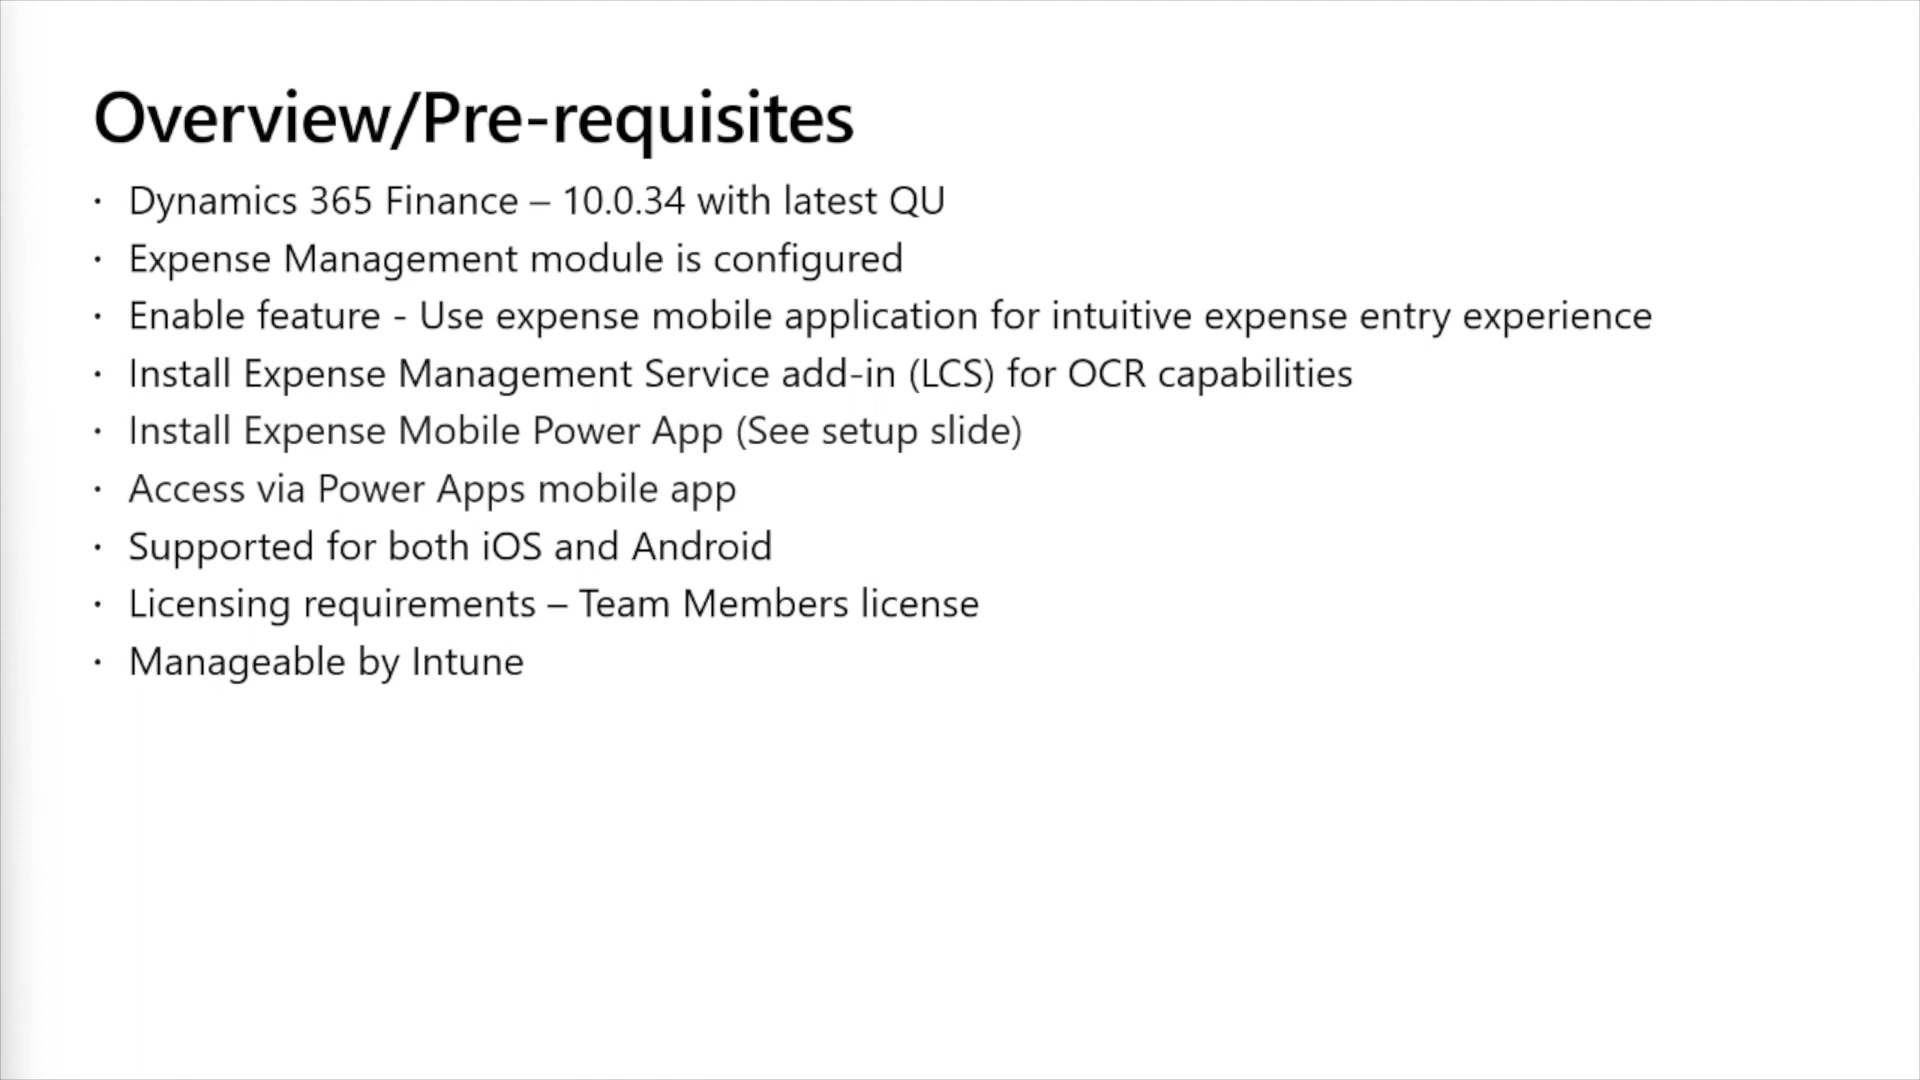 Overview/Pre-requisites
· Dynamics 365 Finance – 10.0.34 with latest QU
· Expense Management module is configured
· Enable feature - Use expense mobile application for intuitive expense entry experience
· Install Expense Management Service add-in (LCS) for OCR capabilities
· Install Expense Mobile Power App (See setup slide)
· Access via Power Apps mobile app
· Supported for both iOS and Android
· Licensing requirements – Team Members license
· Manageable by Intune